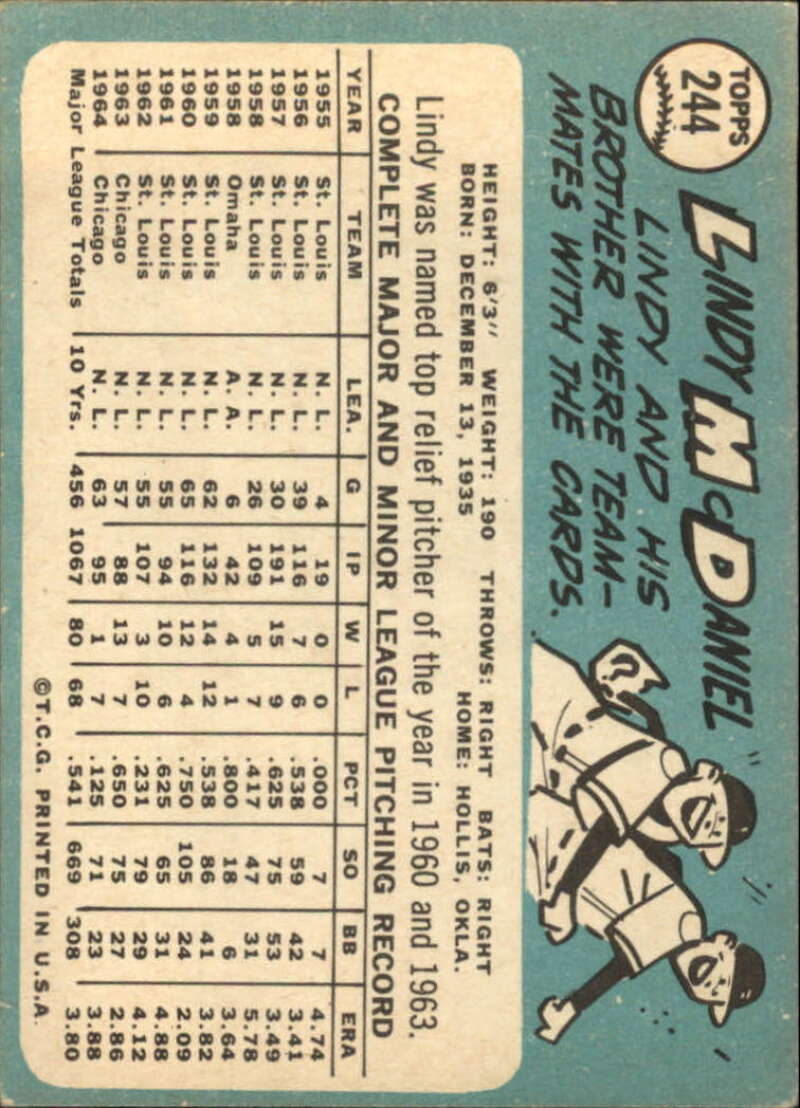 TOPPS
244
LINDY McDANIEL
LINDY AND HIS
BROTHER WERE TEAM-
MATES WITH THE CARDS.
HEIGHT: 6'3" WEIGHT: 190 THROWS: RIGHT BATS: RIGHT
BORN: DECEMBER 13, 1935 HOME: HOLLIS, OKLA.
Lindy was named top relief pitcher of the year in 1960 and 1963.
COMPLETE MAJOR AND MINOR LEAGUE PITCHING RECORD
YEAR TEAM LEA. G IP W L PCT SO BB ERA
1955 St. Louis N. L. 4 19 0 0 .000 7 7 4.74
1956 St. Louis N. L. 39 116 7 6 .538 59 42 3.41
1957 St. Louis N. L. 30 191 15 9 .625 75 53 3.49
1958 St. Louis N. L. 26 109 5 7 .417 47 31 5.78
1958 Omaha A. A. 6 42 4 1 .800 18 6 3.64
1959 St. Louis N. L. 62 132 14 12 .538 86 41 3.82
1960 St. Louis N. L. 65 116 12 4 .750 105 24 2.09
1961 St. Louis N. L. 55 94 10 6 .625 65 31 4.88
1962 St. Louis N. L. 55 107 3 10 .231 79 29 4.12
1963 Chicago N. L. 57 88 13 7 .650 75 27 2.86
1964 Chicago N. L. 63 95 1 7 .125 71 23 3.88
Major League Totals 10 Yrs. 456 1067 80 68 .541 669 308 3.80
©T.C.G. PRINTED IN U.S.A.